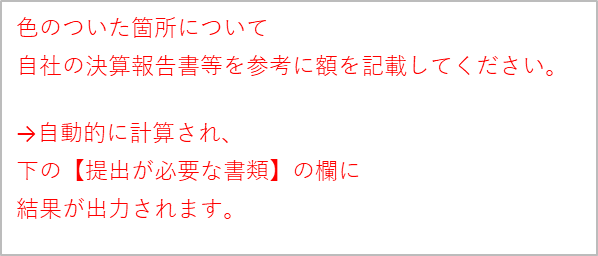 色のついた箇所について
自社の決算報告書等を参考に額を記載してください。
→自動的に計算され、
下の【提出が必要な書類】の欄に
結果が出力されます。